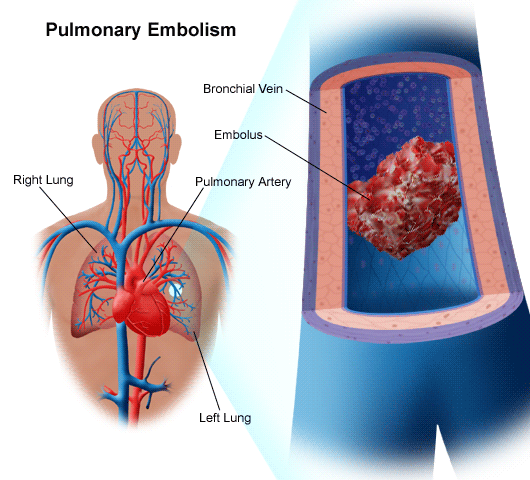 Pulmonary Embolism
Bronchial Vein
Embolus
Right Lung
Pulmonary Artery
Left Lung